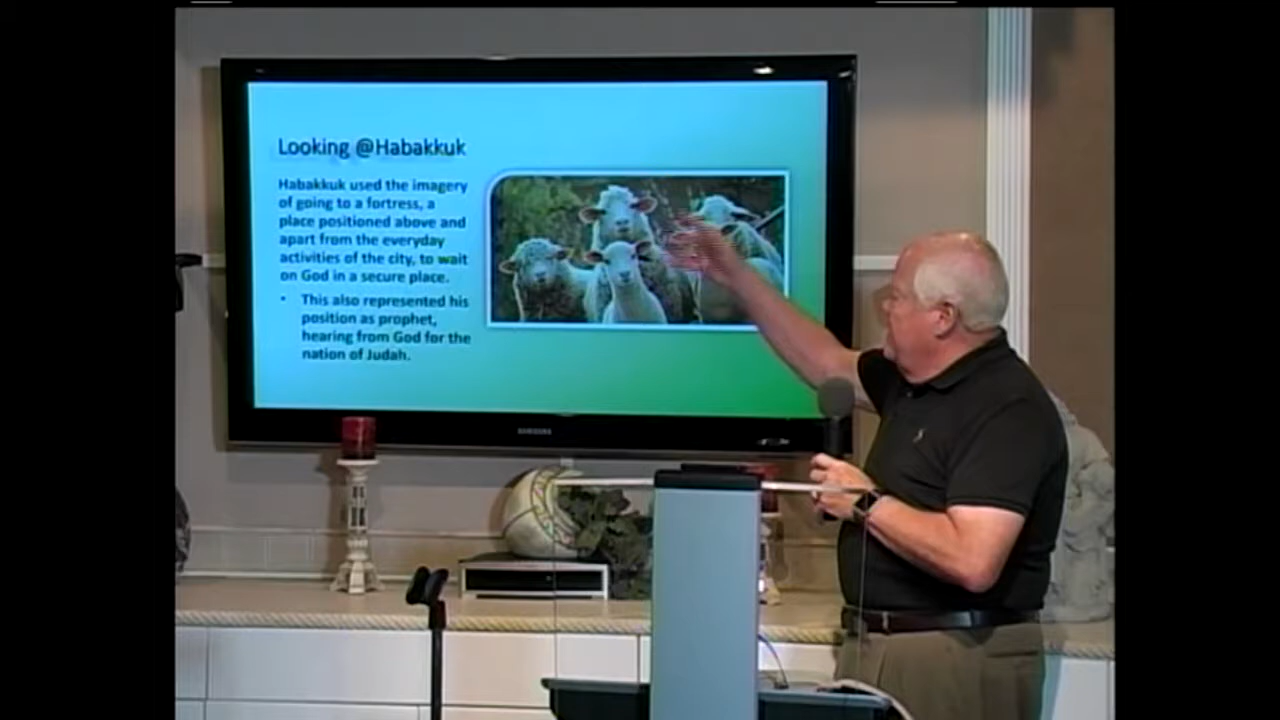 Looking @Habakkuk
Habakkuk used the imagery
of going to a fortress, a
place positioned above and
apart from the everyday
activities of the city, to wait
on God in a secure place.
• This also represented his
position as prophet,
hearing from God for the
nation of Judah.
SAMSUNG